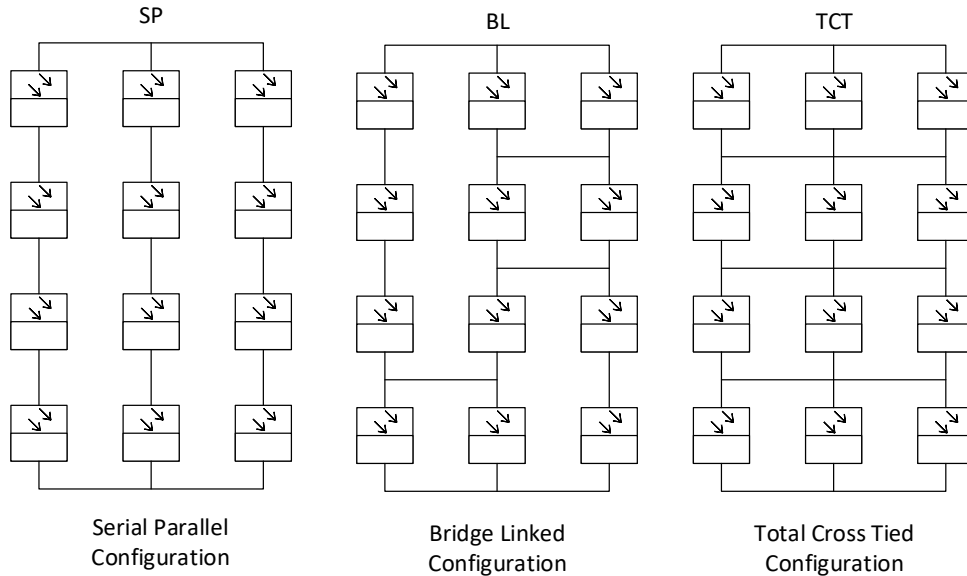 SP
BL
TCT
Serial Parallel
Configuration
Bridge Linked
Configuration
Total Cross Tied
Configuration